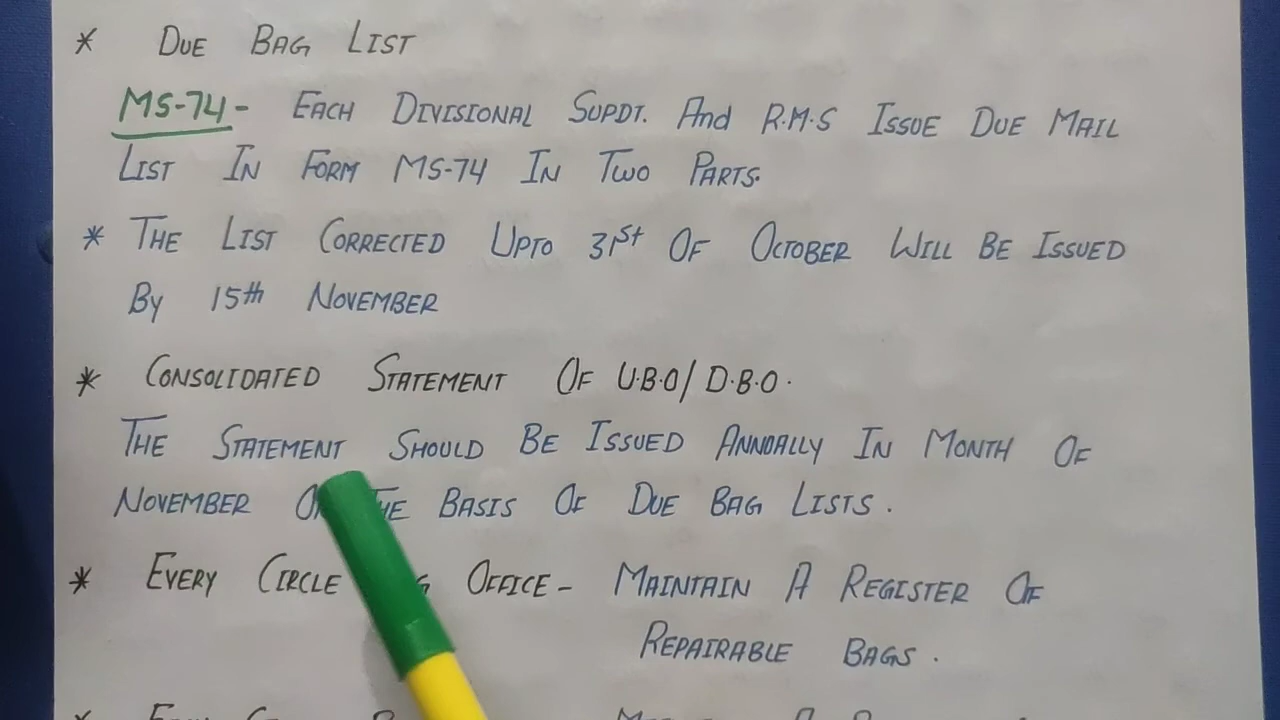 * DUE BAG LIST
MS-74- EACH DIVISIONAL SUPDT. AND R.M.S ISSUE DUE MAIL
LIST IN FORM MS-74 IN TWO PARTS.
* THE LIST CORRECTED UPTO 31st OF OCTOBER WILL BE ISSUED
BY 15th NOVEMBER
* CONSOLIDATED STATEMENT OF U.B.O/D.B.O.
THE STATEMENT SHOULD BE ISSUED ANNUALLY IN MONTH OF
NOVEMBER THE BASIS OF DUE BAG LISTS.
* EVERY CIRCLE OFFICE- MAINTAIN A REGISTER OF
REPAIRABLE BAGS.